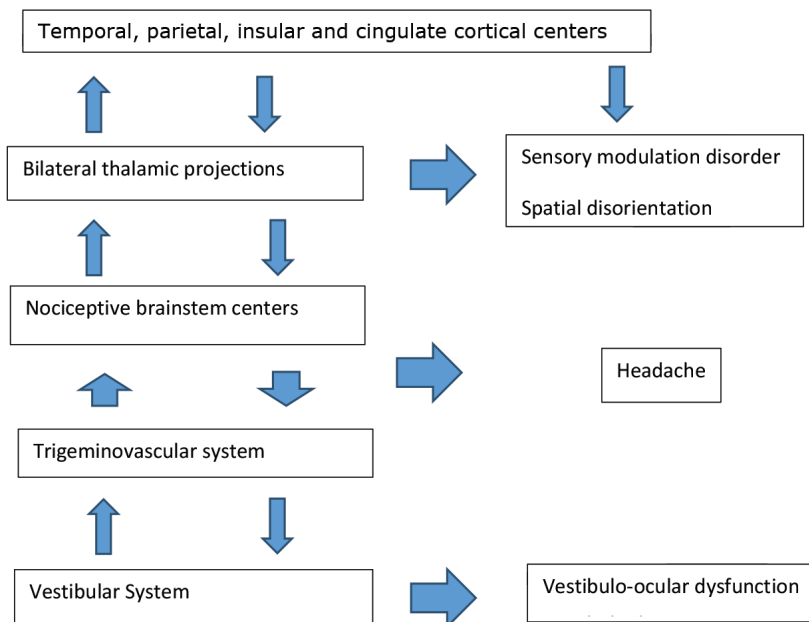 Temporal, parietal, insular and cingulate cortical centers
Bilateral thalamic projections
Sensory modulation disorder
Spatial disorientation
Nociceptive brainstem centers
Headache
Trigeminovascular system
Vestibular System
Vestibulo-ocular dysfunction